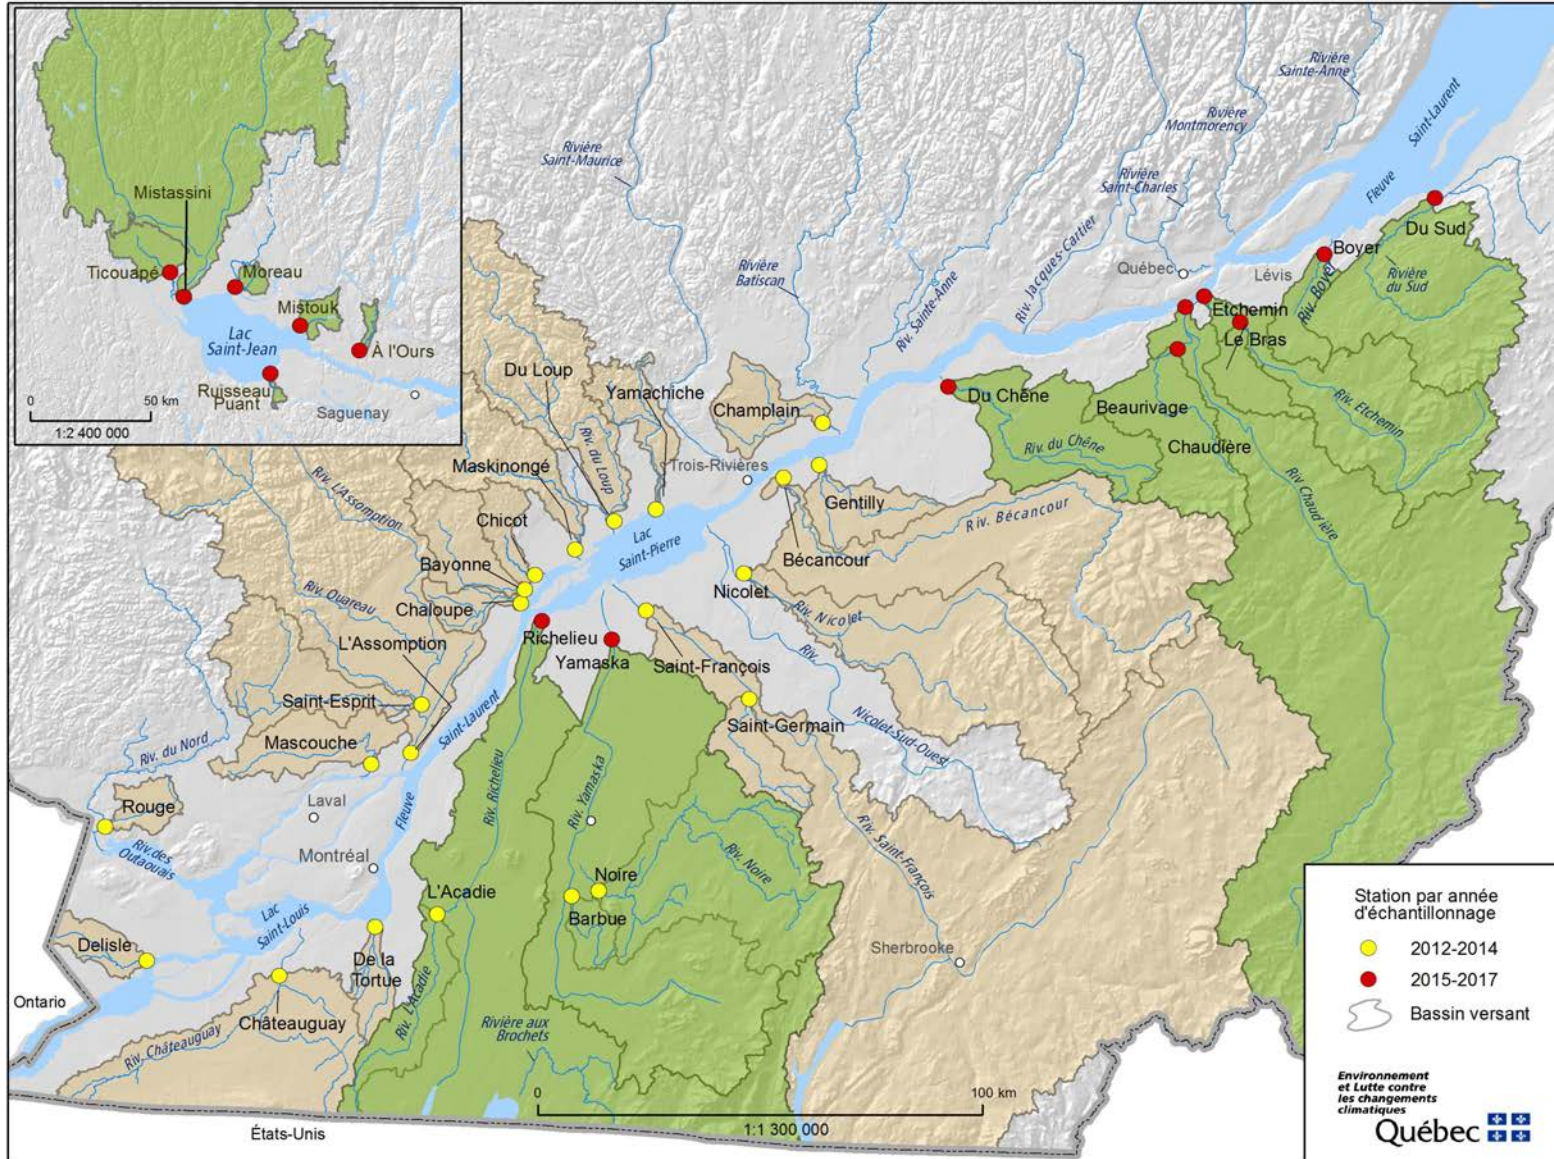 Mistassini
Ticouapé
Moreau
Mistouk
Lac
Saint-Jean
À l'Ours
Ruisseau
Puant
Saguenay
0
50 km
1:2 400 000
Rivière
Saint-Maurice
Rivière
Batiscan
Riv. Sainte-Anne
Riv. Jacques-Cartier
Rivière
Saint-Charles
Rivière
Montmorency
Rivière
Sainte-Anne
Fleuve
Saint-Laurent
Québec
Lévis
Boyer
Riv. Boyer
Du Sud
Rivière
du Sud
Etchemin
Le Bras
Riv. Etchemin
Beaurivage
Chaudière
Riv Chaudière
Du Chêne
Riv. du Chêne
Du Loup
Riv. du Loup
Yamachiche
Champlain
Trois-Rivières
Maskinongé
Chicot
Bayonne
Chaloupe
Lac
Saint-Pierre
Gentilly
Riv. Bécancour
Bécancour
Nicolet
Riv. Nicolet
Riv.
Nicolet-Sud-Ouest
Riv. L'Assomption
Riv. Ouareau
L'Assomption
Saint-Esprit
Mascouche
Riv. du Nord
Rouge
Riv.des
Outaouais
Laval
Montréal
Fleuve
Saint-Laurent
Richelieu
Yamaska
Saint-François
Saint-Germain
Riv. Saint-François
Riv. Richelieu
Riv. Yamaska
Noire
Riv. Noire
Barbue
L'Acadie
Riv. L'Acadie
Lac
Saint-Louis
Delisle
De la
Tortue
Châteauguay
Riv. Châteauguay
Rivière aux
Brochets
Sherbrooke
Ontario
États-Unis
0
100 km
1:1 300 000
Station par année
d'échantillonnage
2012-2014
2015-2017
Bassin versant
Environnement
et Lutte contre
les changements
climatiques
Québec